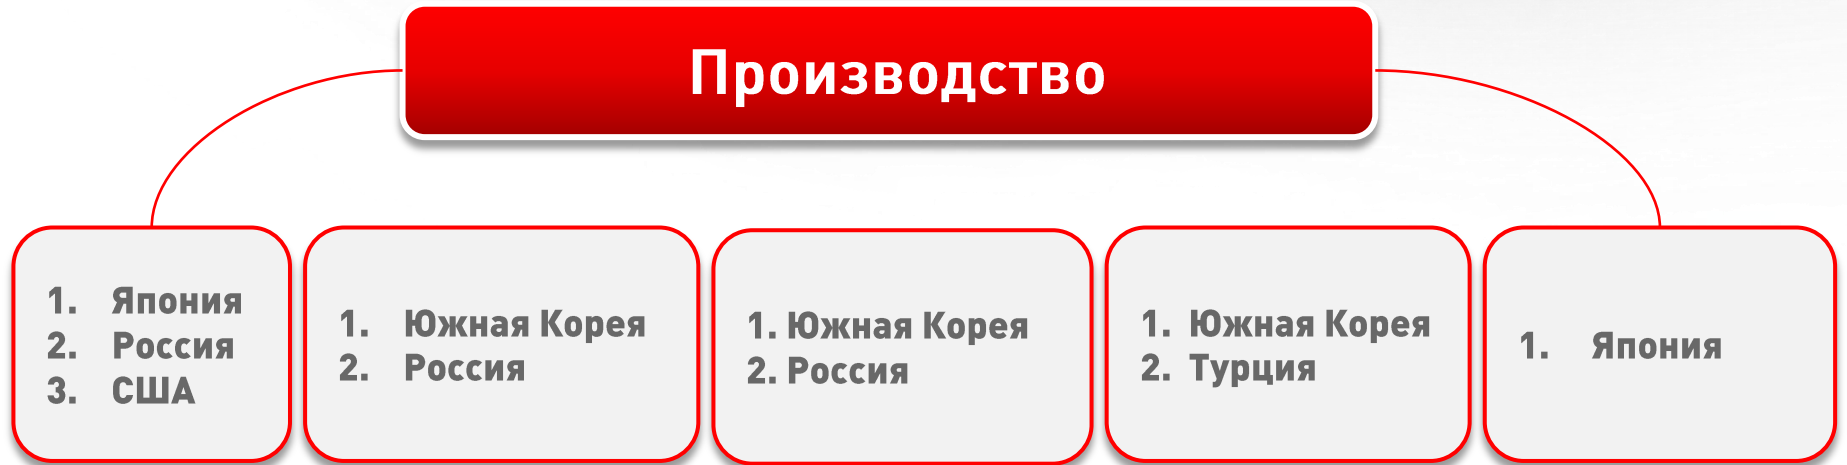 Производство
1. Япония
2. Россия
3. США
1. Южная Корея
2. Россия
1. Южная Корея
2. Россия
1. Южная Корея
2. Турция
1. Япония